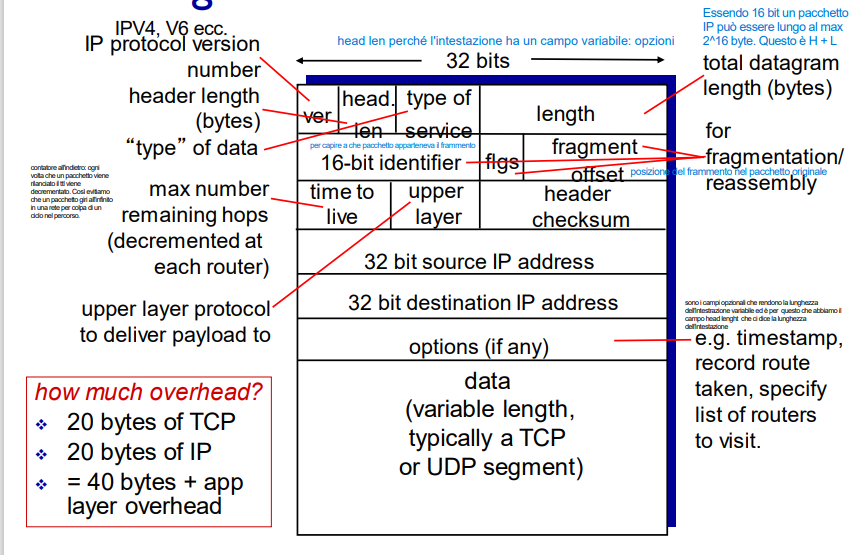 IPV4, V6 ecc.
IP protocol version
number
header length
(bytes)
“type” of data
contatore all'indietro: ogni
volta che un pacchetto viene
rilanciato il ttl viene
decrementato. Così evitiamo
che un pacchetto giri all'infinito
in una rete per colpa di un
ciclo nel percorso.
max number
remaining hops
(decremented at
each router)
upper layer protocol
to deliver payload to
how much overhead?
20 bytes of TCP
20 bytes of IP
= 40 bytes + app
layer overhead
head len perché l'intestazione ha un campo variabile: opzioni
32 bits
ver
head.
len
type of
service
length
per capire a che pacchetto apparteneva il frammento
16-bit identifier
flgs
fragment
offset
posizione del frammento nel pacchetto originale
time to
live
upper
layer
header
checksum
32 bit source IP address
32 bit destination IP address
options (if any)
data
(variable length,
typically a TCP
or UDP segment)
Essendo 16 bit un pacchetto
IP può essere lungo al max
2^16 byte. Questo è H + L
total datagram
length (bytes)
for
fragmentation/
reassembly
sono i campi opzionali che rendono la lunghezza
dell'intestrazione variabile ed è per questo che abbiamo il
campo head lenght che ci dice la lunghezza
dell'intestazione
e.g. timestamp,
record route
taken, specify
list of routers
to visit.